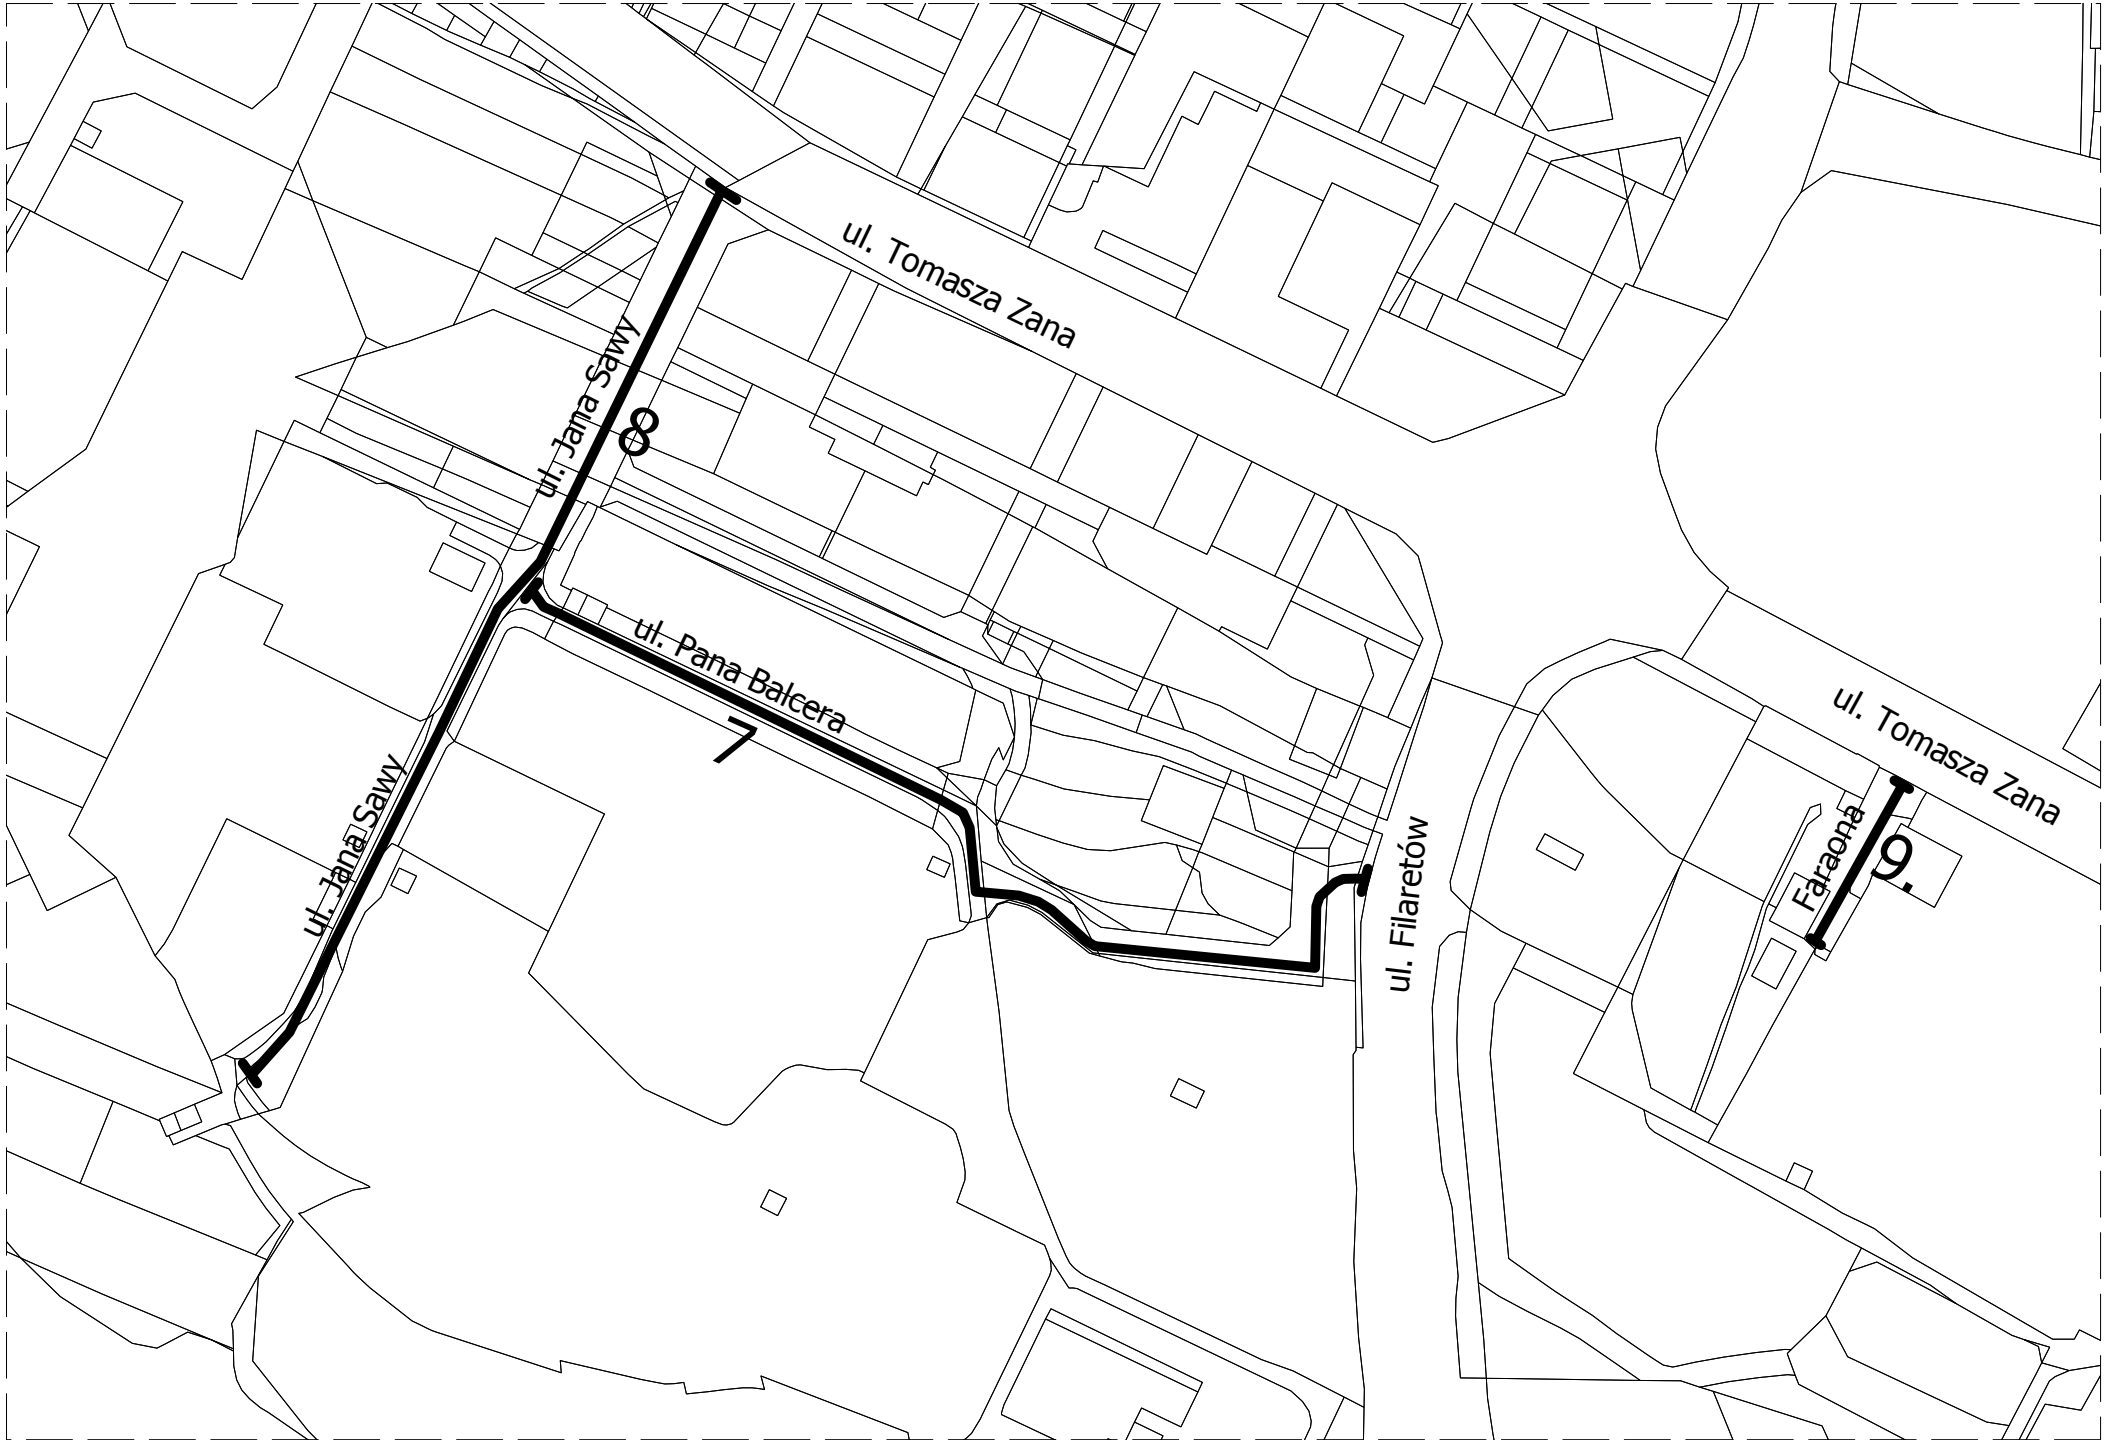 ul. Tomasza Zana
ul. Jana Sawy
8
ul. Pana Balcera
7
ul. Tomasza Zana
ul. Jana Sawy
Faraona
9.
ul. Filaretów